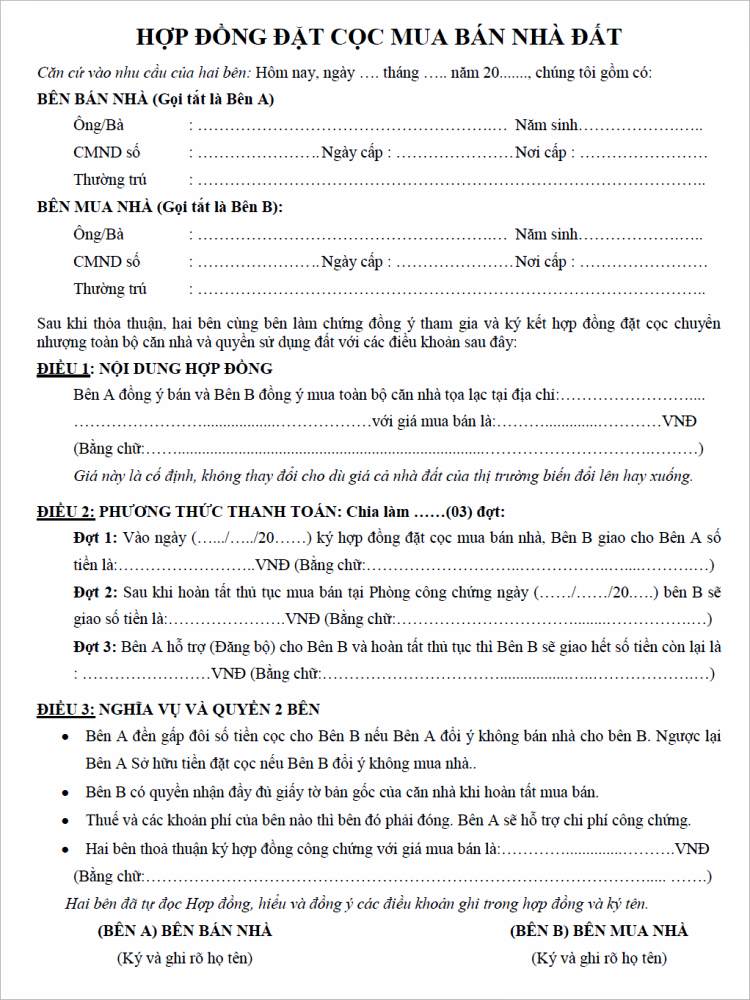 HỢP ĐỒNG ĐẶT CỌC MUA BÁN NHÀ ĐẤT
Căn cứ vào nhu cầu của hai bên: Hôm nay, ngày …. tháng ….. năm 20......., chúng tôi gồm có:
BÊN BÁN NHÀ (Gọi tắt là Bên A)
Ông/Bà : ……………………………………….… Năm sinh……………….…..
CMND số : ………………….Ngày cấp : …………………Nơi cấp : ……………………
Thường trú : ……………………………………………………………………………..
BÊN MUA NHÀ (Gọi tắt là Bên B):
Ông/Bà : ……………………………………….… Năm sinh……………….…..
CMND số : ………………….Ngày cấp : …………………Nơi cấp : ……………………
Thường trú : ……………………………………………………………………………..
Sau khi thỏa thuận, hai bên cùng bên làm chứng đồng ý tham gia và ký kết hợp đồng đặt cọc chuyển
nhượng toàn bộ căn nhà và quyền sử dụng đất với các điều khoản sau đây:
ĐIỀU 1: NỘI DUNG HỢP ĐỒNG
Bên A đồng ý bán và Bên B đồng ý mua toàn bộ căn nhà tọa lạc tại địa chỉ:…………………....
……………………...................………………với giá mua bán là:………..............…………VNĐ
(Bằng chữ:……...............................................................................……………………………………)
Giá này là cố định, không thay đổi cho dù giá cả nhà đất của thị trường biến đổi lên hay xuống.
ĐIỀU 2: PHƯƠNG THỨC THANH TOÁN: Chia làm ……(03) đợt:
Đợt 1: Vào ngày (…../…../20……) ký hợp đồng đặt cọc mua bán nhà, Bên B giao cho Bên A số
tiền là:……………………..VNĐ (Bằng chữ:……………………………………..........……….…)
Đợt 2: Sau khi hoàn tất thủ tục mua bán tại Phòng công chứng ngày (……/……/20..…) bên B sẽ
giao số tiền là:………………….VNĐ (Bằng chữ:……………………………..........…………….…)
Đợt 3: Bên A hỗ trợ (Đăng bộ) cho Bên B và hoàn tất thủ tục thì Bên B sẽ giao hết số tiền còn lại là
: ……………………VNĐ (Bằng chữ:……………………………........................……………….…)
ĐIỀU 3: NGHĨA VỤ VÀ QUYỀN 2 BÊN
• Bên A đền gấp đôi số tiền cọc cho Bên B nếu Bên A đổi ý không bán nhà cho bên B. Ngược lại
Bên A Sở hữu tiền đặt cọc nếu Bên B đổi ý không mua nhà..
• Bên B có quyền nhận đầy đủ giấy tờ bản gốc của căn nhà khi hoàn tất mua bán.
• Thuế và các khoản phí của bên nào thì bên đó phải đóng. Bên A sẽ hỗ trợ chi phí công chứng.
• Hai bên thoả thuận ký hợp đồng công chứng với giá mua bán là:…………...............……….VNĐ
(Bằng chữ:…………………………………………………………………………….... …….)
Hai bên đã tự đọc Hợp đồng, hiểu và đồng ý các điều khoản ghi trong hợp đồng và ký tên.
(BÊN A) BÊN BÁN NHÀ (BÊN B) BÊN MUA NHÀ
(Ký và ghi rõ họ tên) (Ký và ghi rõ họ tên)